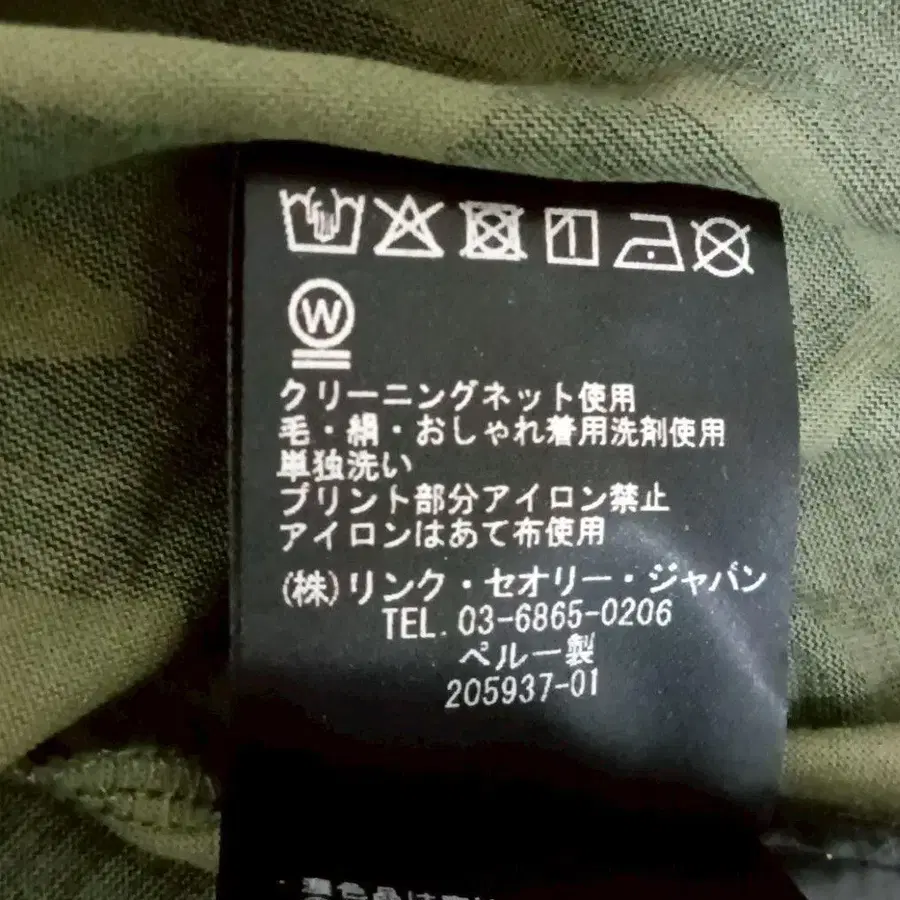 W
クリーニングネット使用
毛・絹・おしゃれ着用洗剤使用
単独洗い
プリント部分アイロン禁止
アイロンはあて布使用
(株)リンク・セオリー・ジャパン
TEL. 03-6865-0206
ペルー製
205937-01